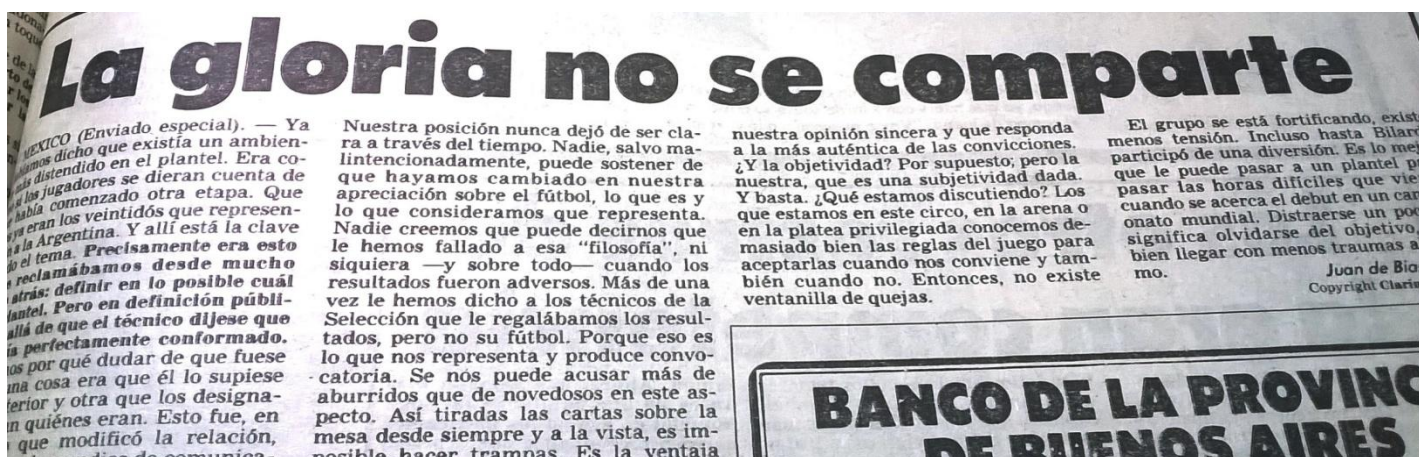 La gloria no se comparte
MEXICO (Enviado especial). — Ya
dicho que existía un ambien-
más distendido en el plantel. Era co-
si los jugadores se dieran cuenta de
había comenzado otra etapa. Que
ya eran los veintidós que represen-
a la Argentina. Y allí está la clave
el tema. Precisamente era esto
reclamábamos desde mucho
atrás: definir en lo posible cuál
Pero en definición públi-
de que el técnico dijese que
perfectamente conformado.
por qué dudar de que fuese
una cosa era que él lo supiese
y otra que los designa-
quiénes eran. Esto fue, en
que modificó la relación,
Nuestra posición nunca dejó de ser cla-
ra a través del tiempo. Nadie, salvo ma-
lintencionadamente, puede sostener de
que hayamos cambiado en nuestra
apreciación sobre el fútbol, lo que es y
lo que consideramos que representa.
Nadie creemos que puede decirnos que
le hemos fallado a esa “filosofía”, ni
siquiera —y sobre todo— cuando los
resultados fueron adversos. Más de una
vez le hemos dicho a los técnicos de la
Selección que le regalábamos los resul-
tados, pero no su fútbol. Porque eso es
lo que nos representa y produce convo-
catoria. Se nos puede acusar más de
aburridos que de novedosos en este as-
pecto. Así tiradas las cartas sobre la
mesa desde siempre y a la vista, es im-
posible hacer trampas. Es la ventaja
nuestra opinión sincera y que responda
a la más auténtica de las convicciones.
¿Y la objetividad? Por supuesto; pero la
nuestra, que es una subjetividad dada.
Y basta. ¿Qué estamos discutiendo? Los
que estamos en este circo, en la arena o
en la platea privilegiada conocemos de-
masiado bien las reglas del juego para
aceptarlas cuando nos conviene y tam-
bién cuando no. Entonces, no existe
ventanilla de quejas.
El grupo se está fortificando,
menos tensión. Incluso hasta
participó de una diversión. Es lo
que le puede pasar a un plantel
pasar las horas difíciles que
cuando se acerca el debut en un
onato mundial. Distraerse un
significa olvidarse del objetivo,
bien llegar con menos traumas
mo.
Juan de
Copyright
BANCO DE LA
DE BUENOS AIRES